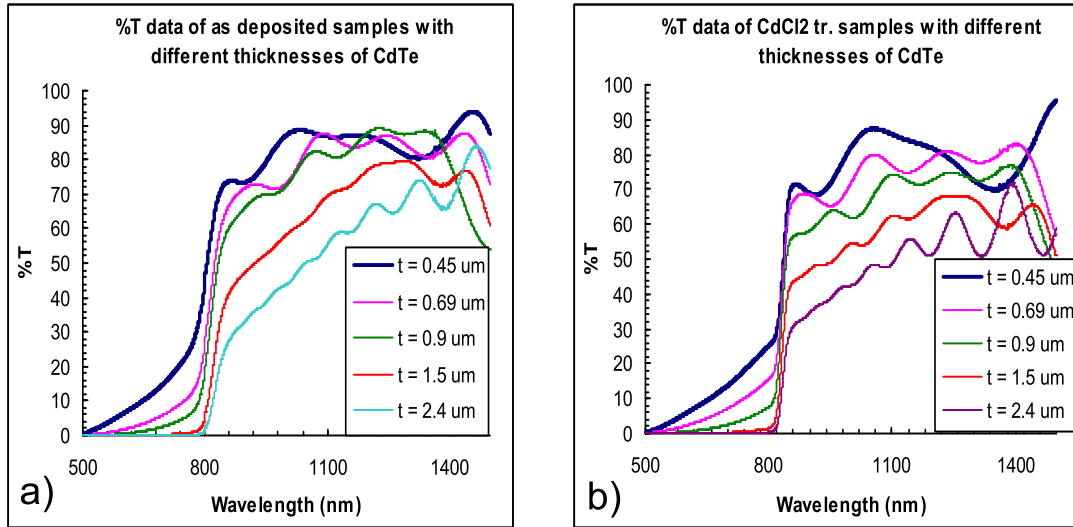 %T data of as deposited samples with
different thicknesses of CdTe
100
90
80
70
60
50
40
30
20
10
0
%T
500
800
1100
1400
Wavelength (nm)
t = 0.45 um
t = 0.69 um
t = 0.9 um
t = 1.5 um
t = 2.4 um
a)
%T data of CdCl2 tr. samples with different
thicknesses of CdTe
100
90
80
70
60
50
40
30
20
10
0
%T
500
800
1100
1400
Wavelength (nm)
t = 0.45 um
t = 0.69 um
t = 0.9 um
t = 1.5 um
t = 2.4 um
b)